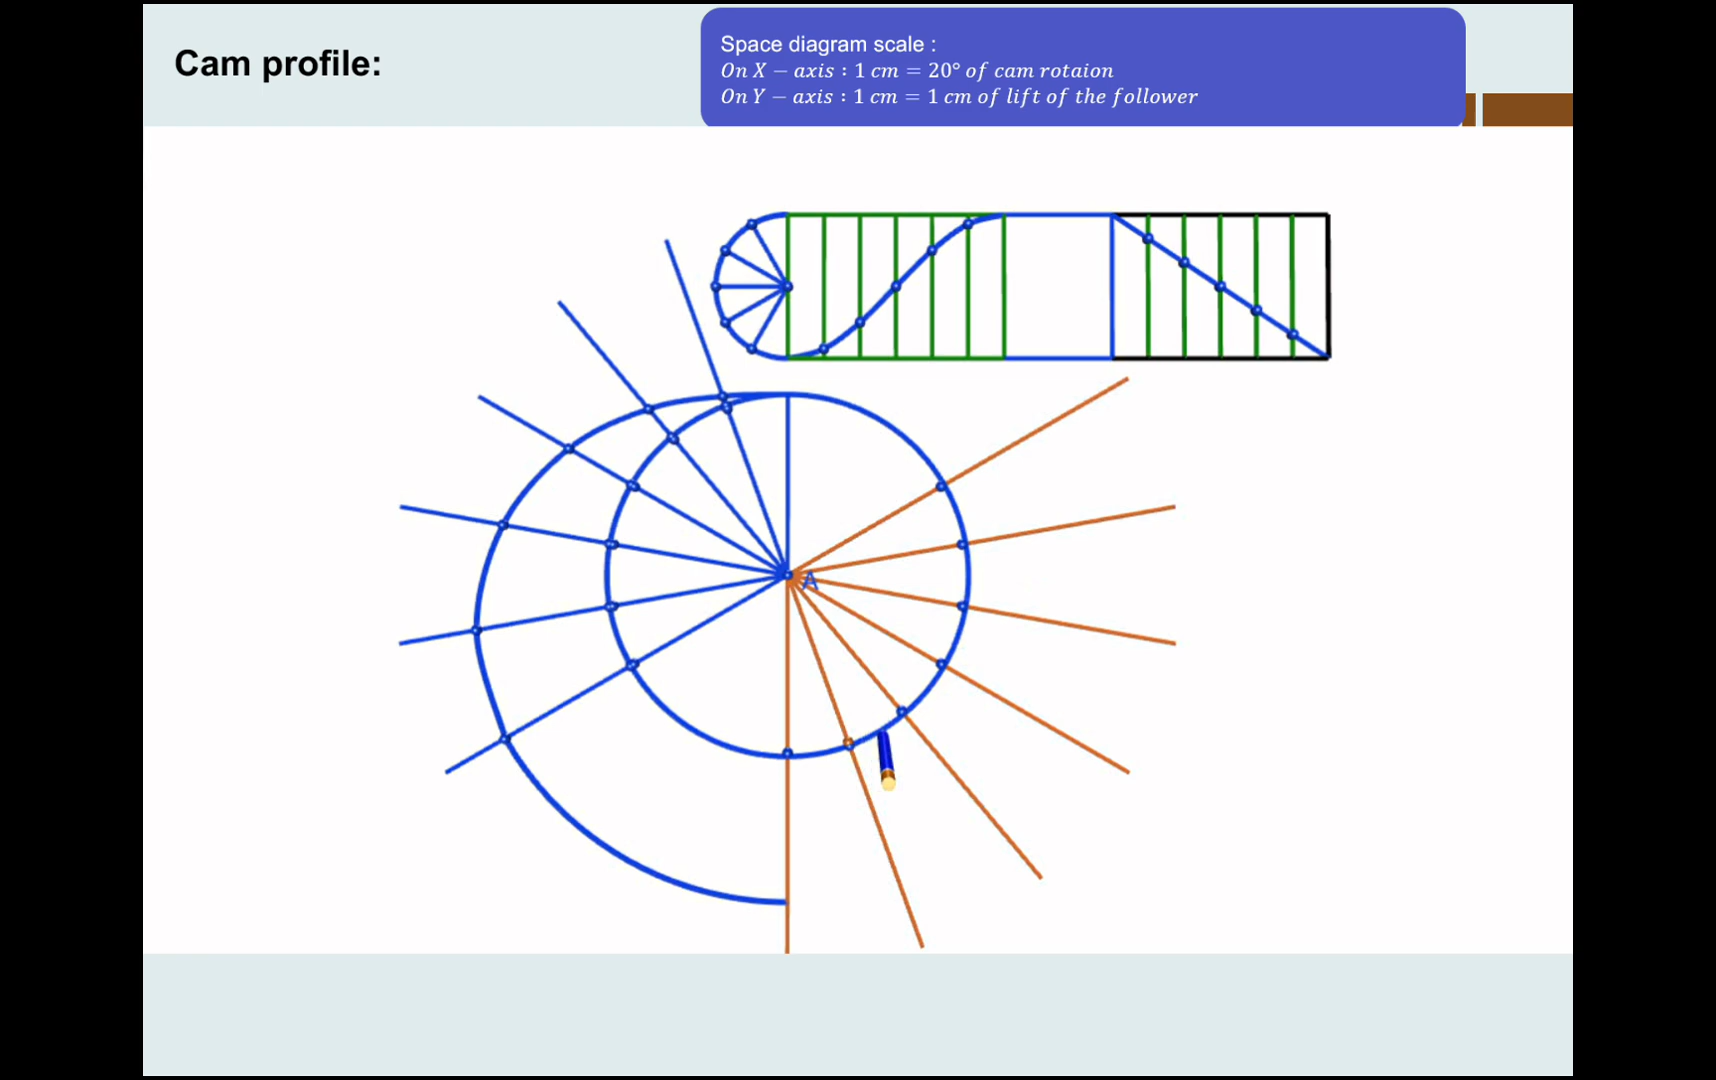 Cam profile:
Space diagram scale :
On X − axis : 1 cm = 20° of cam rotaion
On Y − axis : 1 cm = 1 cm of lift of the follower
A